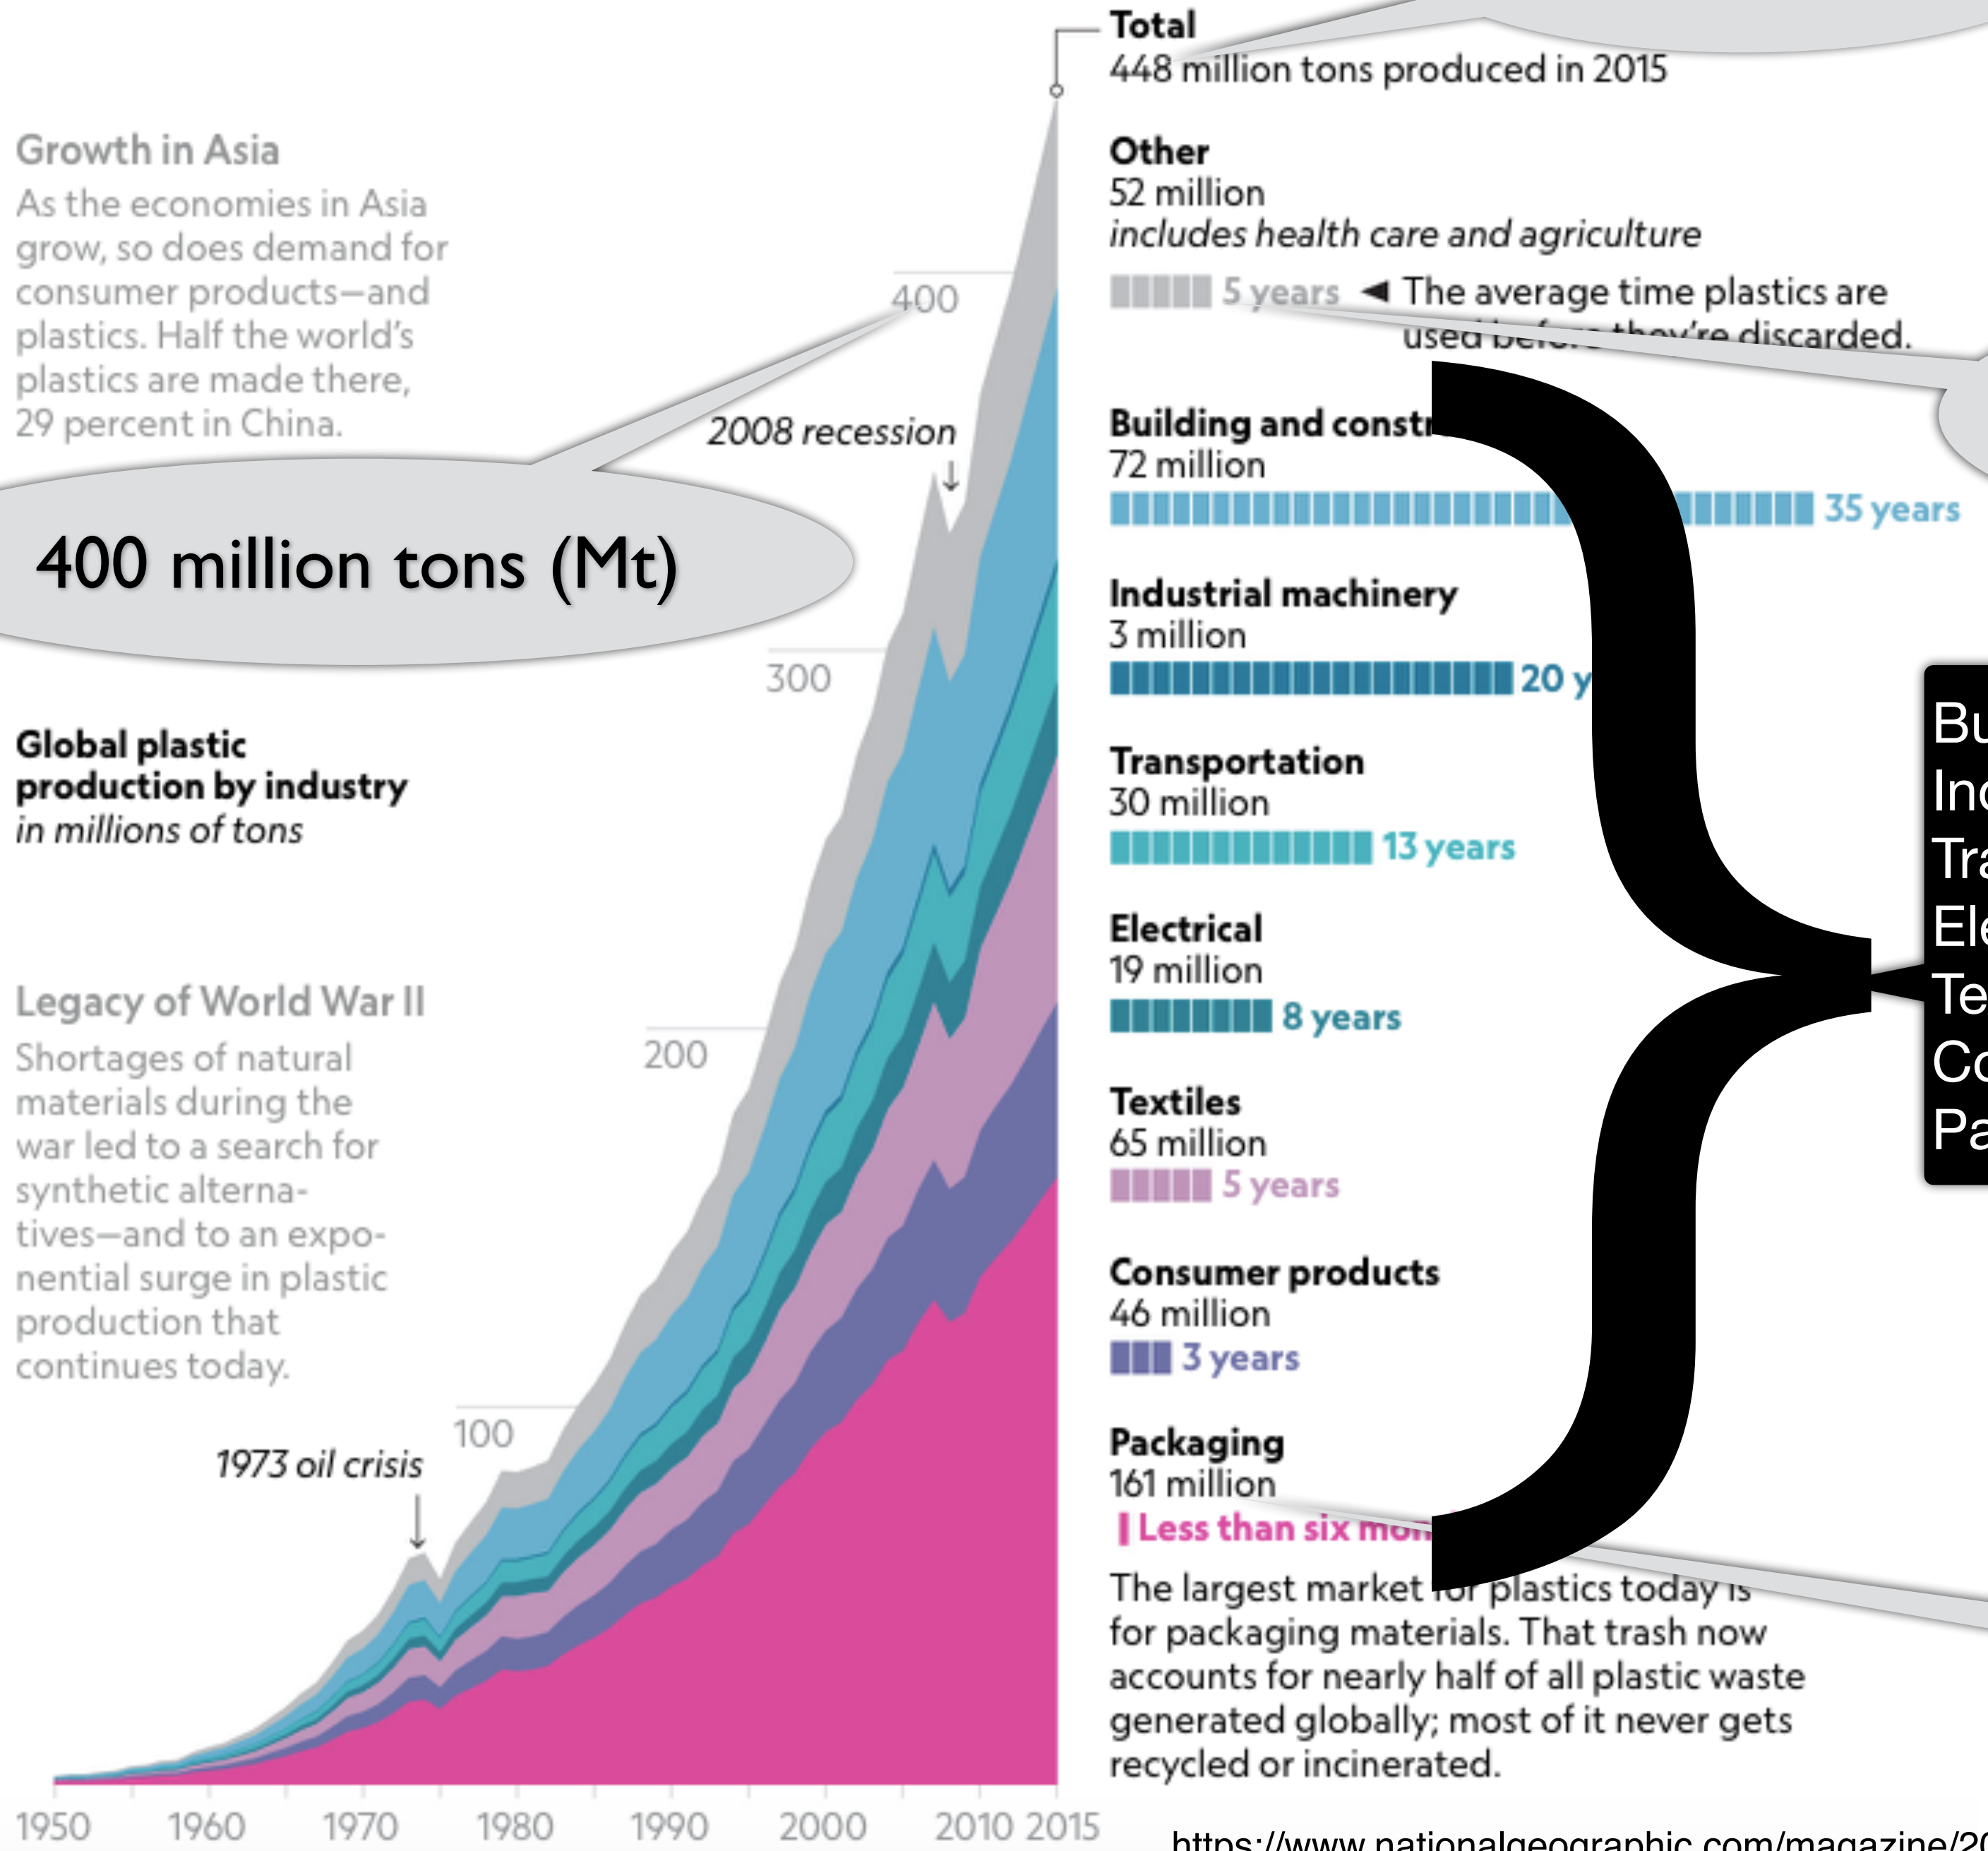 Total
448 million tons produced in 2015
Growth in Asia
As the economies in Asia
grow, so does demand for
consumer products—and
plastics. Half the world's
plastics are made there,
29 percent in China.
400 million tons (Mt)
Global plastic
production by industry
in millions of tons
Legacy of World War II
Shortages of natural
materials during the
war led to a search for
synthetic alterna-
tives—and to an expo-
nential surge in plastic
production that
continues today.
2008 recession
1973 oil crisis
400
300
200
100
1950 1960 1970 1980 1990 2000 2010 2015
Other
52 million
includes health care and agriculture
5 years ◄ The average time plastics are
used they're discarded.
Building and
72 million
35 years
Industrial machinery
3 million
20
Transportation
30 million
13 years
Electrical
19 million
8 years
Textiles
65 million
5 years
Consumer products
46 million
3 years
Packaging
161 million
Less than six
The largest market for plastics today is
for packaging materials. That trash now
accounts for nearly half of all plastic waste
generated globally; most of it never gets
recycled or incinerated.